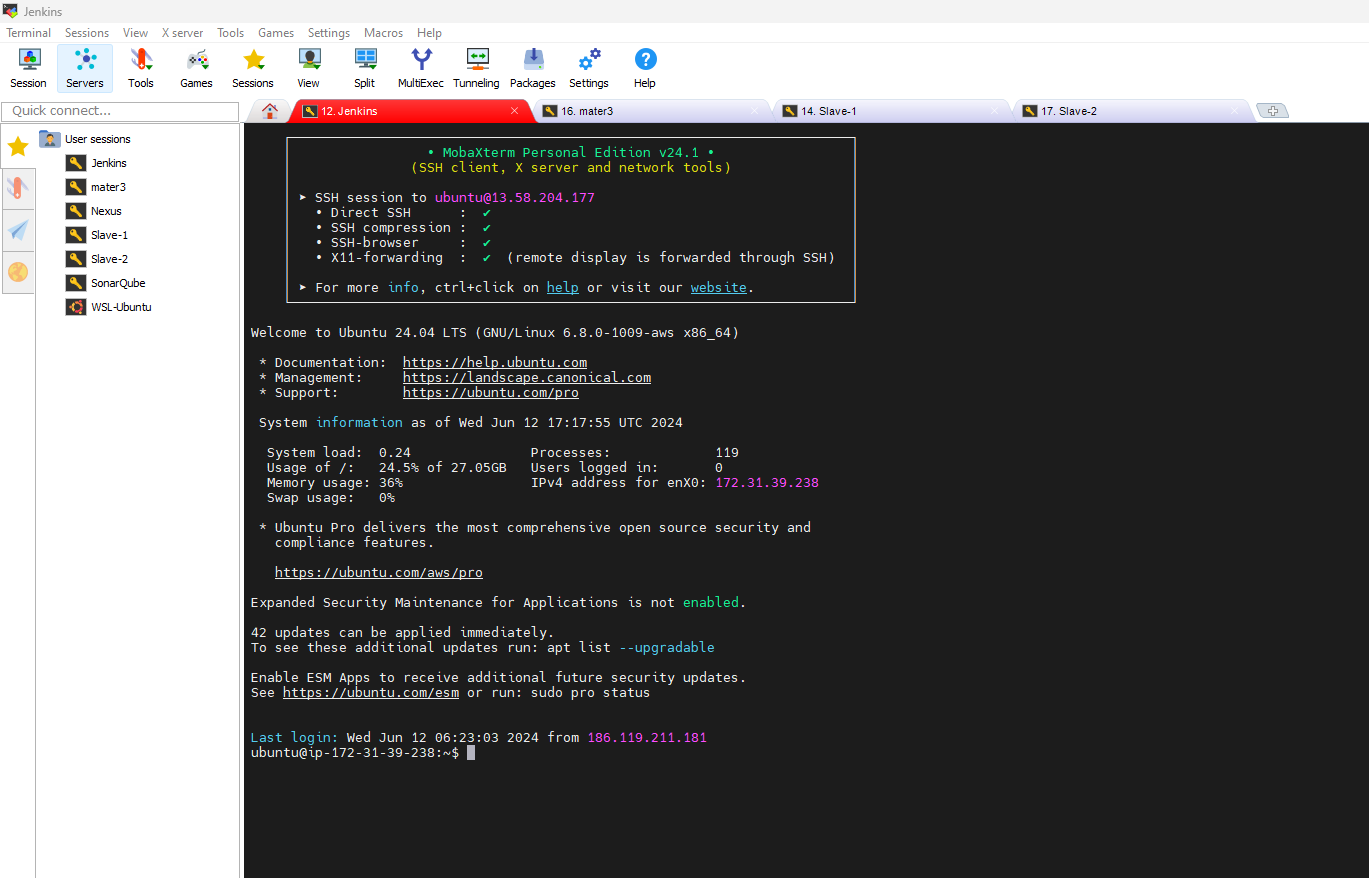 Jenkins
Terminal Sessions View X server Tools Games Settings Macros Help
Session Servers Tools Games Sessions View Split MultiExec Tunneling Packages Settings Help
Quick connect...
12. Jenkins 16. mater3 14. Slave-1 17. Slave-2
User sessions
Jenkins
mater3
Nexus
Slave-1
Slave-2
SonarQube
WSL-Ubuntu
• MobaXterm Personal Edition v24.1 •
(SSH client, X server and network tools)
➤ SSH session to ubuntu@13.58.204.177
• Direct SSH : ✔
• SSH compression : ✔
• SSH-browser : ✔
• X11-forwarding : ✔ (remote display is forwarded through SSH)
➤ For more info, ctrl+click on help or visit our website.
Welcome to Ubuntu 24.04 LTS (GNU/Linux 6.8.0-1009-aws x86_64)
* Documentation: https://help.ubuntu.com
* Management: https://landscape.canonical.com
* Support: https://ubuntu.com/pro
System information as of Wed Jun 12 17:17:55 UTC 2024
System load: 0.24 Processes: 119
Usage of /: 24.5% of 27.05GB Users logged in: 0
Memory usage: 36% IPv4 address for enX0: 172.31.39.238
Swap usage: 0%
* Ubuntu Pro delivers the most comprehensive open source security and
compliance features.
https://ubuntu.com/aws/pro
Expanded Security Maintenance for Applications is not enabled.
42 updates can be applied immediately.
To see these additional updates run: apt list --upgradable
Enable ESM Apps to receive additional future security updates.
See https://ubuntu.com/esm or run: sudo pro status
Last login: Wed Jun 12 06:23:03 2024 from 186.119.211.181
ubuntu@ip-172-31-39-238:~$